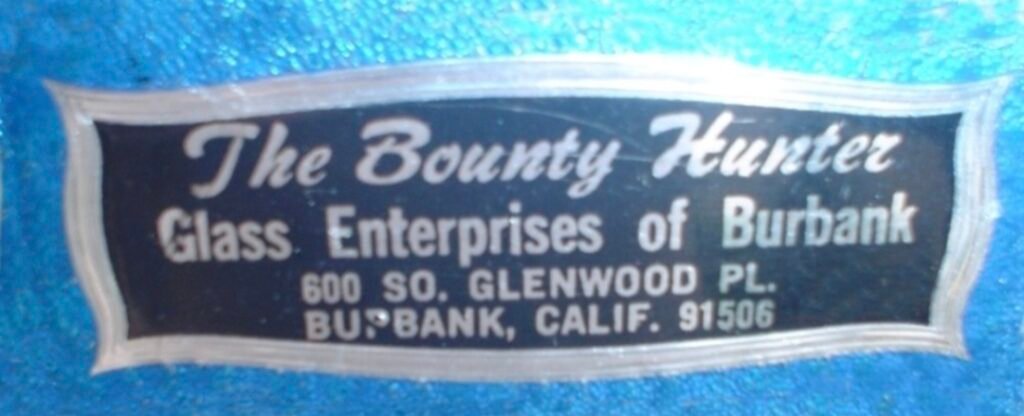 The Bounty Hunter
Glass Enterprises of Burbank
600 SO. GLENWOOD PL.
BURBANK, CALIF. 91506